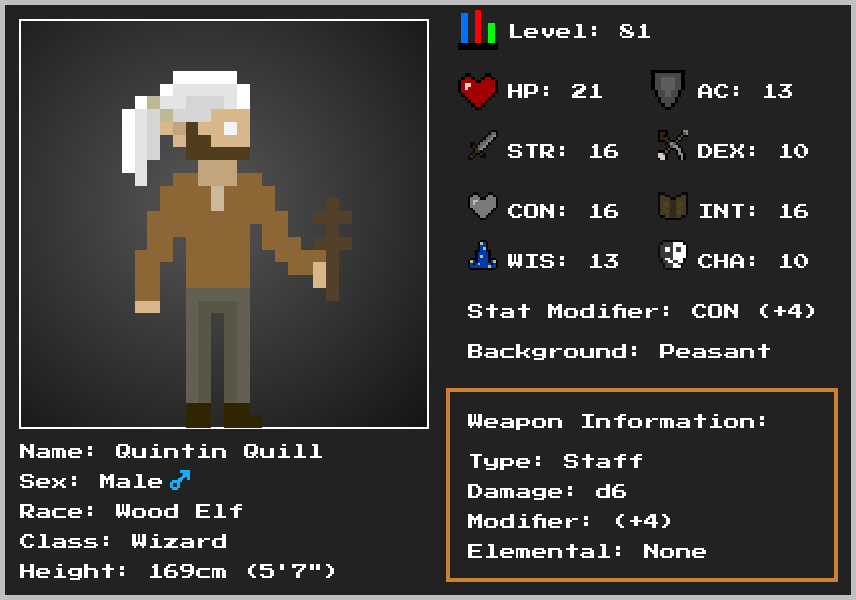 Level: 81
HP: 21 AC: 13
STR: 16 DEX: 10
CON: 16 INT: 16
WIS: 13 CHA: 10
Stat Modifier: CON (+4)
Background: Peasant
Weapon Information:
Type: Staff
Damage: d6
Modifier: (+4)
Elemental: None
Name: Quintin Quill
Sex: Male♂
Race: Wood Elf
Class: Wizard
Height: 169cm (5'7")